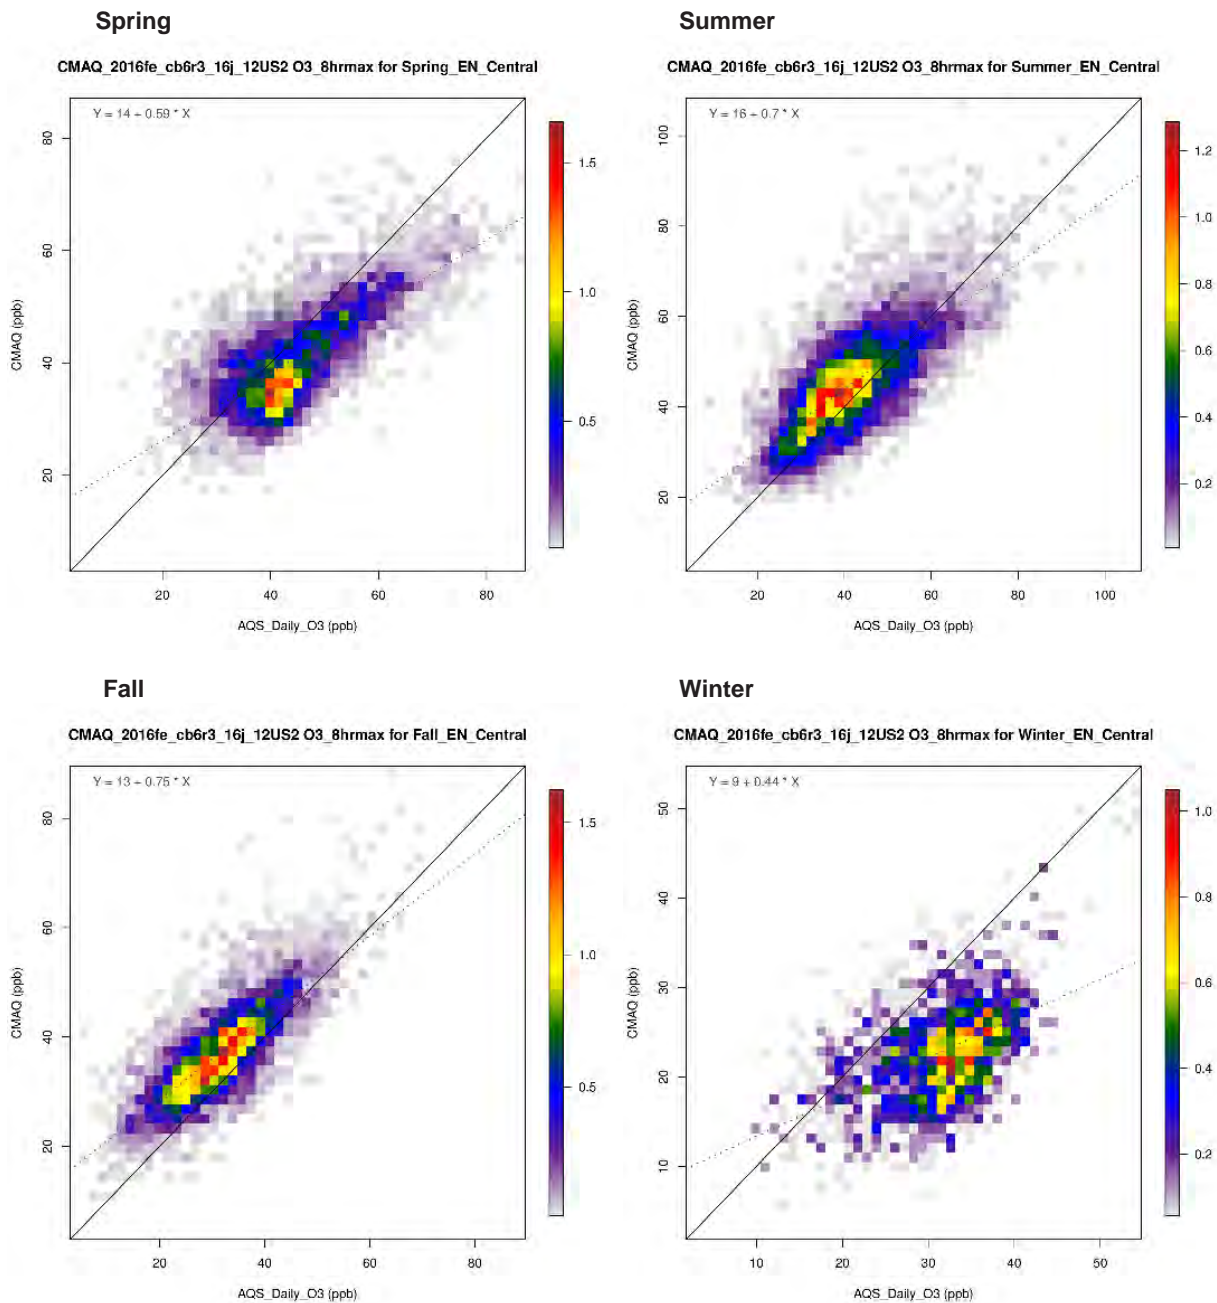 Spring
CMAQ_2016fe_cb6r3_16j_12US2 O3_8hrmax for Spring_EN_Central
Y = 14 + 0.59 * X
80
60
40
20
CMAQ (ppb)
20 40 60 80
AQS_Daily_O3 (ppb)
1.5
1.0
0.5
Summer
CMAQ_2016fe_cb6r3_16j_12US2 O3_8hrmax for Summer_EN_Central
Y = 16 + 0.7 * X
100
80
60
40
20
CMAQ (ppb)
20 40 60 80 100
AQS_Daily_O3 (ppb)
1.2
1.0
0.8
0.6
0.4
0.2
Fall
CMAQ_2016fe_cb6r3_16j_12US2 O3_8hrmax for Fall_EN_Central
Y = 13 + 0.75 * X
80
60
40
20
CMAQ (ppb)
20 40 60 80
AQS_Daily_O3 (ppb)
1.5
1.0
0.5
Winter
CMAQ_2016fe_cb6r3_16j_12US2 O3_8hrmax for Winter_EN_Central
Y = 9 + 0.44 * X
50
40
30
20
10
CMAQ (ppb)
10 20 30 40 50
AQS_Daily_O3 (ppb)
1.0
0.8
0.6
0.4
0.2